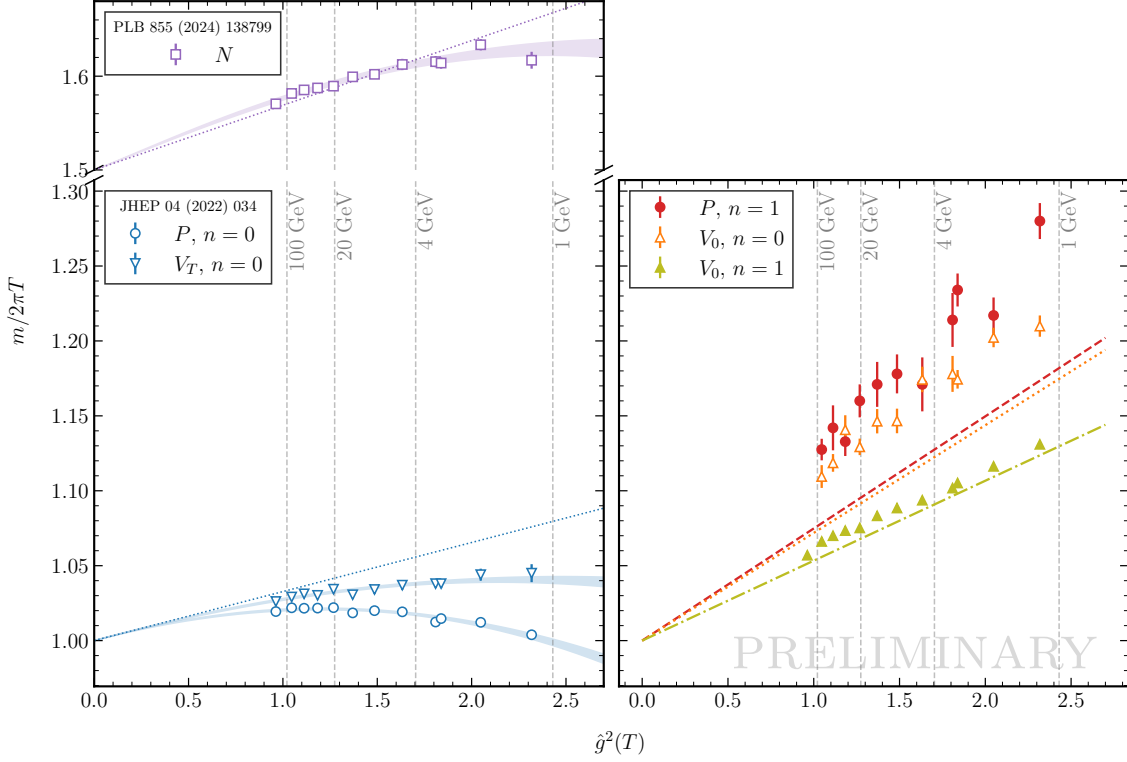 PLB 855 (2024) 138799
N
1.6
1.5
1.30
1.25
1.20
1.15
1.10
1.05
1.00
m/2πT
JHEP 04 (2022) 034
P, n = 0
V_T, n = 0
100 GeV
20 GeV
4 GeV
1 GeV
0.0 0.5 1.0 1.5 2.0 2.5
P, n = 1
V_0, n = 0
V_0, n = 1
100 GeV
20 GeV
4 GeV
1 GeV
PRELIMINARY
0.0 0.5 1.0 1.5 2.0 2.5
ĝ²(T)